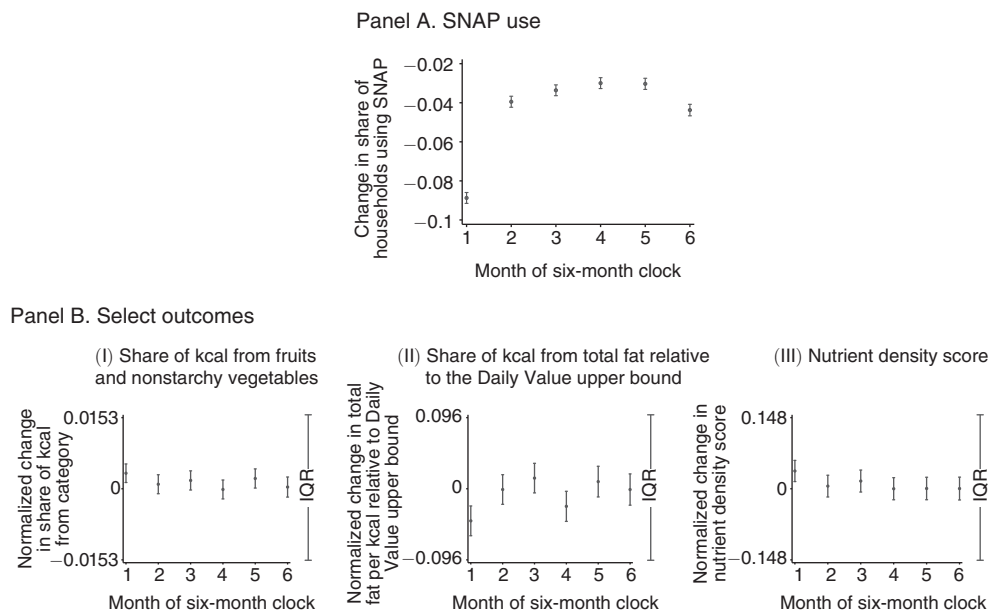 Panel A. SNAP use
Change in share of
households using SNAP
−0.02
−0.04
−0.06
−0.08
−0.1
1 2 3 4 5 6
Month of six-month clock
Panel B. Select outcomes
(I) Share of kcal from fruits
and nonstarchy vegetables
Normalized change
in share of kcal
from category
0.0153
0
−0.0153
IQR
1 2 3 4 5 6
Month of six-month clock
(II) Share of kcal from total fat relative
to the Daily Value upper bound
Normalized change in total
fat per kcal relative to Daily
Value upper bound
0.096
0
−0.096
IQR
1 2 3 4 5 6
Month of six-month clock
(III) Nutrient density score
Normalized change in
nutrient density score
0.148
0
−0.148
IQR
1 2 3 4 5 6
Month of six-month clock